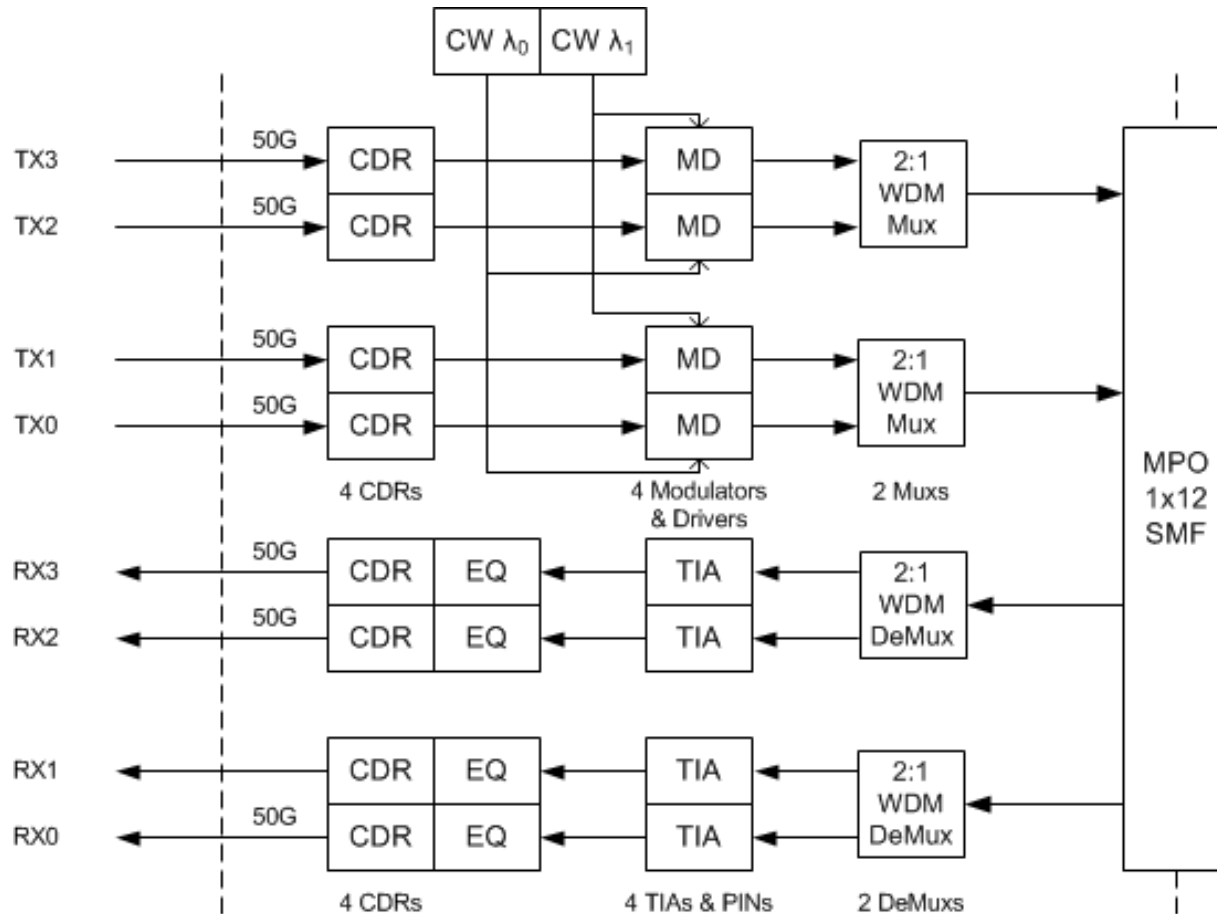 CW λ0 CW λ1
TX3 50G CDR MD 2:1
WDM
Mux
TX2 50G CDR MD
TX1 50G CDR MD 2:1
WDM
Mux
TX0 50G CDR MD
MPO
1x12
SMF
4 CDRs 4 Modulators
& Drivers 2 Muxs
RX3 50G CDR EQ TIA 2:1
WDM
DeMux
RX2 50G CDR EQ TIA
RX1 CDR EQ TIA 2:1
WDM
DeMux
RX0 50G CDR EQ TIA
4 CDRs 4 TIAs & PINs 2 DeMuxs